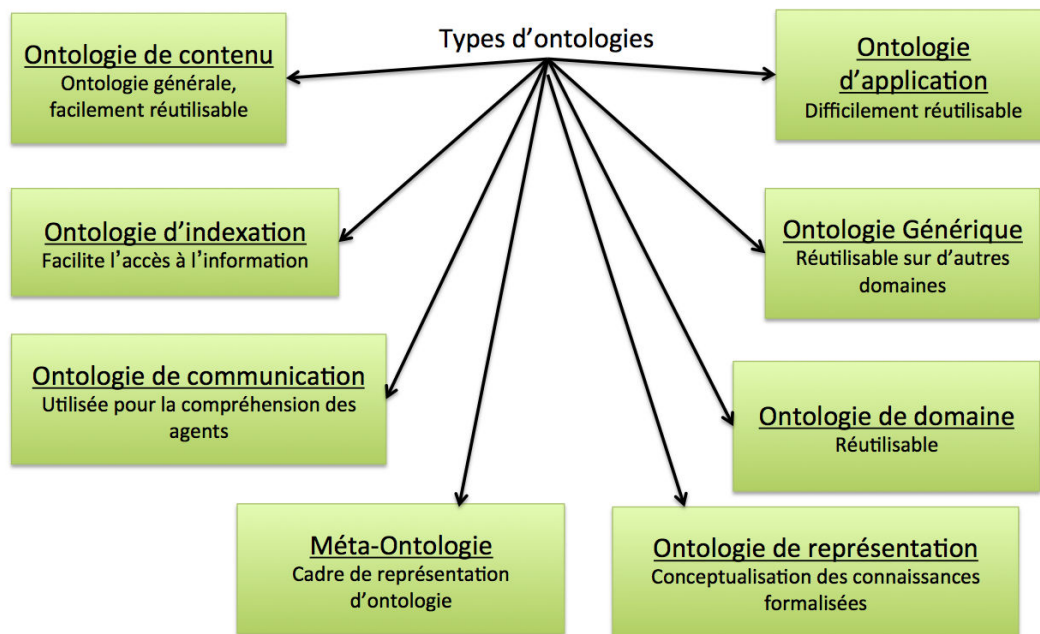 Types d’ontologies
Ontologie de contenu
Ontologie générale,
facilement réutilisable
Ontologie
d’application
Difficilement réutilisable
Ontologie d’indexation
Facilite l’accès à l’information
Ontologie Générique
Réutilisable sur d’autres
domaines
Ontologie de communication
Utilisée pour la compréhension des
agents
Ontologie de domaine
Réutilisable
Méta-Ontologie
Cadre de représentation
d’ontologie
Ontologie de représentation
Conceptualisation des connaissances
formalisées